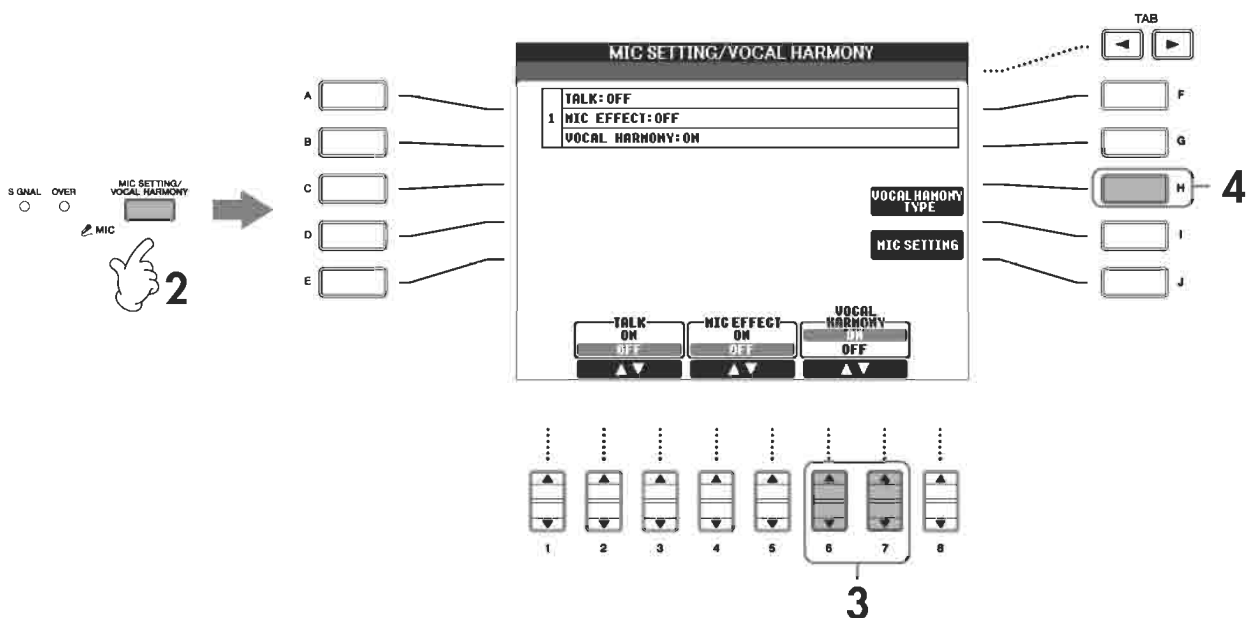 TAB
MIC SETTING/VOCAL HARMONY
A
B
C
D
E
TALK:OFF
1 MIC EFFECT:OFF
VOCAL HARMONY:ON
VOCAL HAMONY
TYPE
MIC SETTING
F
G
H
I
J
4
S GNAL OVER
MIC SETTING/
VOCAL HARMONY
MIC
2
TALK
ON
OFF
MIC EFFECT
ON
OFF
VOCAL
HARMONY
ON
OFF
1 2 3 4 5 6 7 8
3